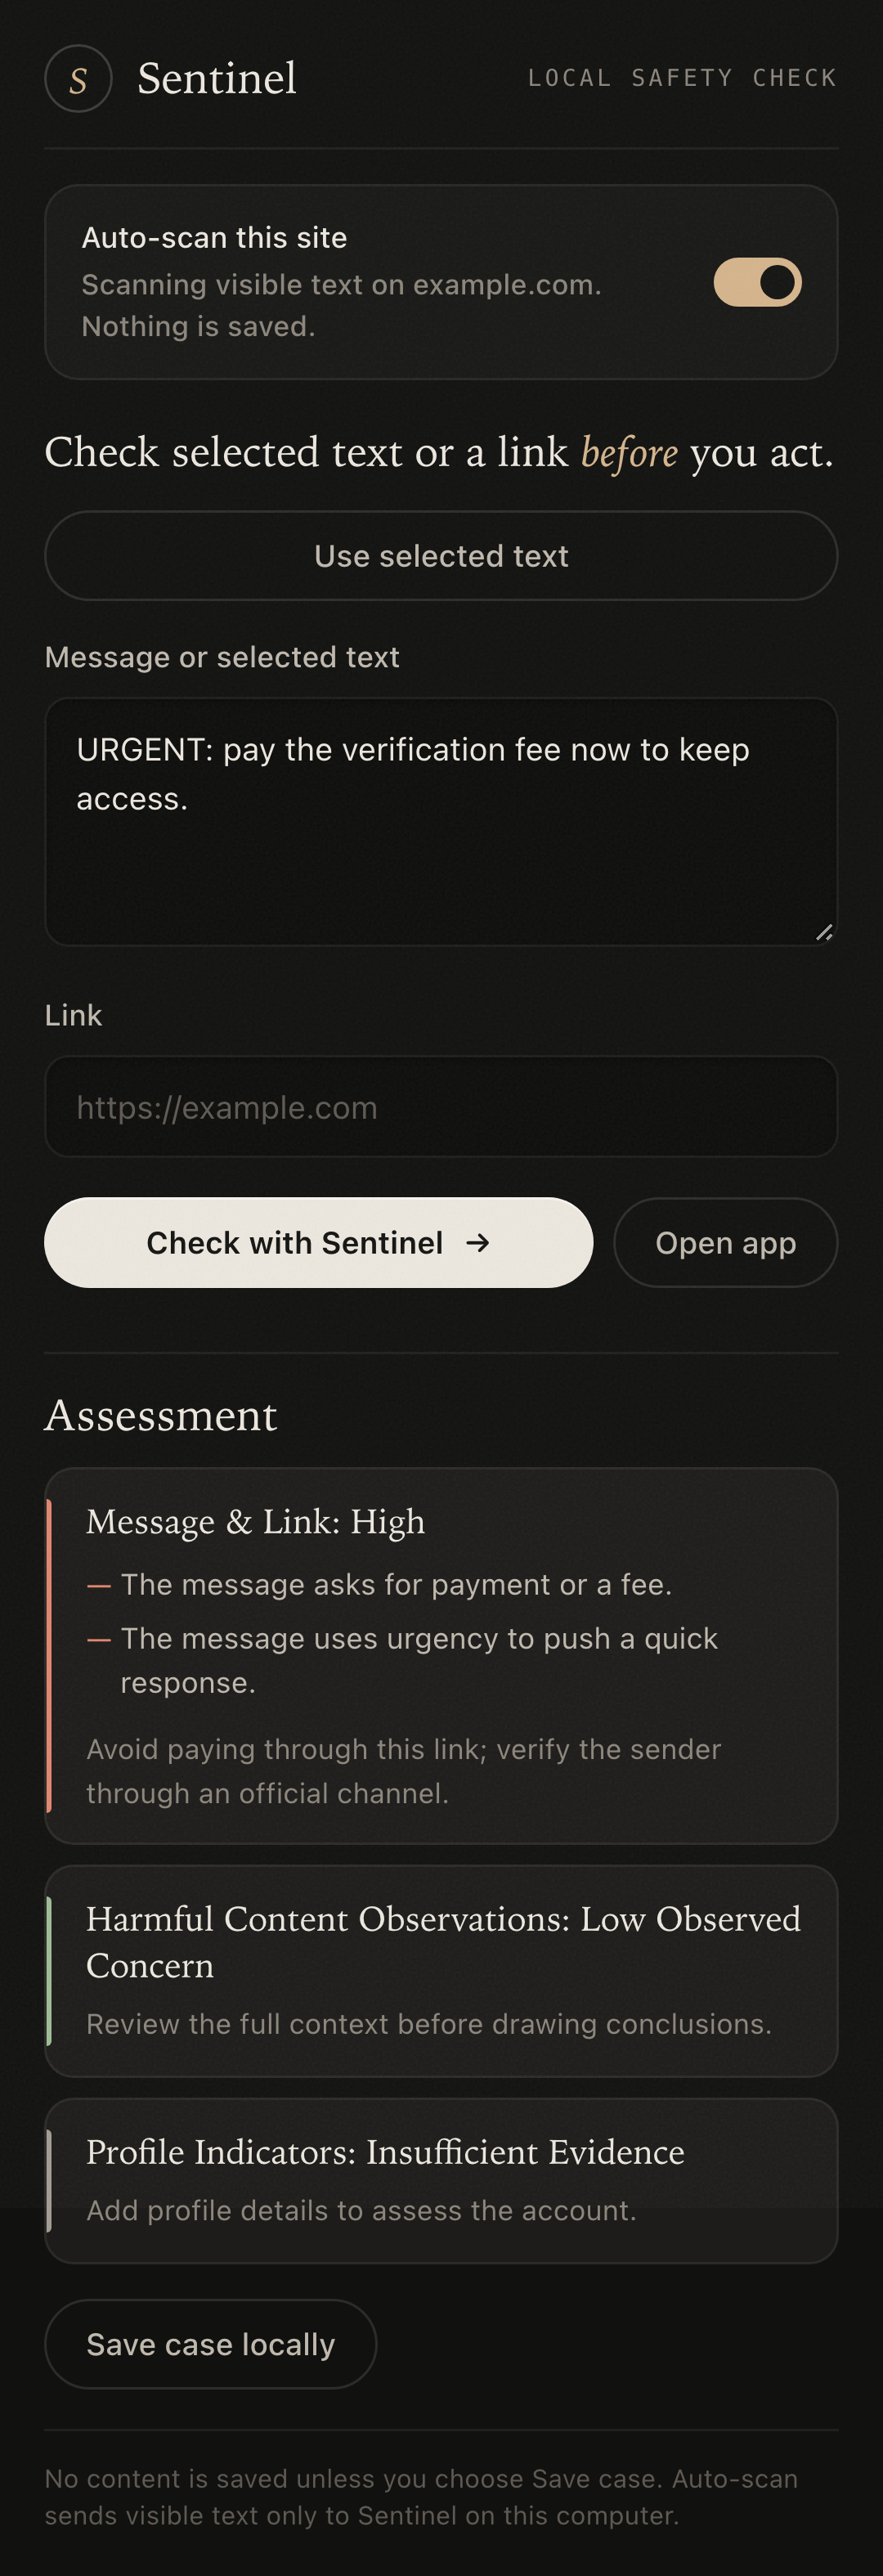 S Sentinel LOCAL SAFETY CHECK
Auto-scan this site
Scanning visible text on example.com.
Nothing is saved.
Check selected text or a link before you act.
Use selected text
Message or selected text
URGENT: pay the verification fee now to keep
access.
Link
https://example.com
Check with Sentinel → Open app
Assessment
Message & Link: High
— The message asks for payment or a fee.
— The message uses urgency to push a quick
response.
Avoid paying through this link; verify the sender
through an official channel.
Harmful Content Observations: Low Observed
Concern
Review the full context before drawing conclusions.
Profile Indicators: Insufficient Evidence
Add profile details to assess the account.
Save case locally
No content is saved unless you choose Save case. Auto-scan
sends visible text only to Sentinel on this computer.